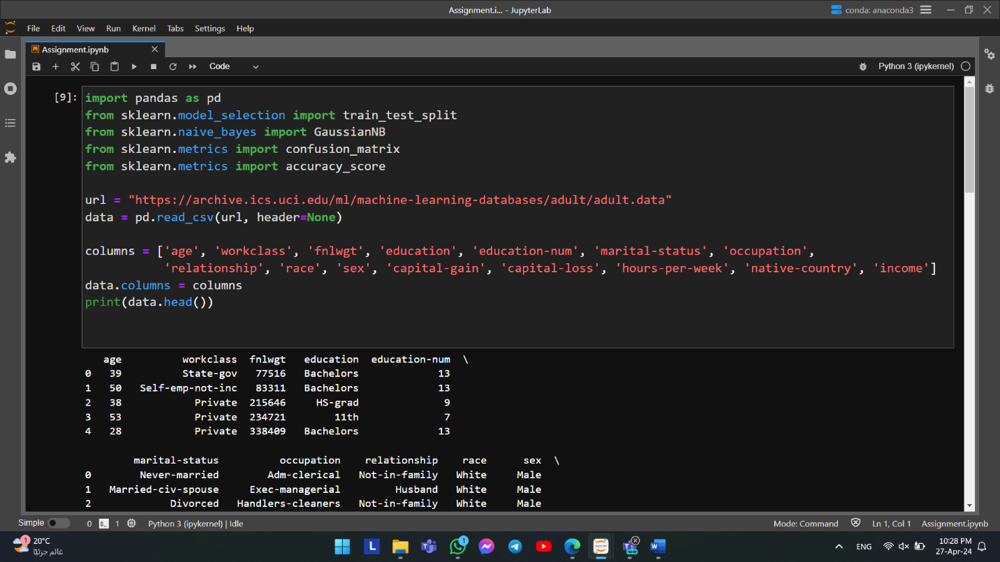 Assignment.i... - JupyterLab
conda: anaconda3
File Edit View Run Kernel Tabs Settings Help
Assignment.ipynb
Code
Python 3 (ipykernel)
[9]:
import pandas as pd
from sklearn.model_selection import train_test_split
from sklearn.naive_bayes import GaussianNB
from sklearn.metrics import confusion_matrix
from sklearn.metrics import accuracy_score
url = "https://archive.ics.uci.edu/ml/machine-learning-databases/adult/adult.data"
data = pd.read_csv(url, header=None)
columns = ['age', 'workclass', 'fnlwgt', 'education', 'education-num', 'marital-status', 'occupation',
'relationship', 'race', 'sex', 'capital-gain', 'capital-loss', 'hours-per-week', 'native-country', 'income']
data.columns = columns
print(data.head())
age workclass fnlwgt education education-num \
0 39 State-gov 77516 Bachelors 13
1 50 Self-emp-not-inc 83311 Bachelors 13
2 38 Private 215646 HS-grad 9
3 53 Private 234721 11th 7
4 28 Private 338409 Bachelors 13
marital-status occupation relationship race sex \
0 Never-married Adm-clerical Not-in-family White Male
1 Married-civ-spouse Exec-managerial Husband White Male
2 Divorced Handlers-cleaners Not-in-family White Male
Simple 0 1 Python 3 (ipykernel) | Idle
Mode: Command Ln 1, Col 1 Assignment.ipynb
1
20°C
غائم جزئيًا
L
T
1
jupyter
T
NEW
W
ENG
10:28 PM
27-Apr-24